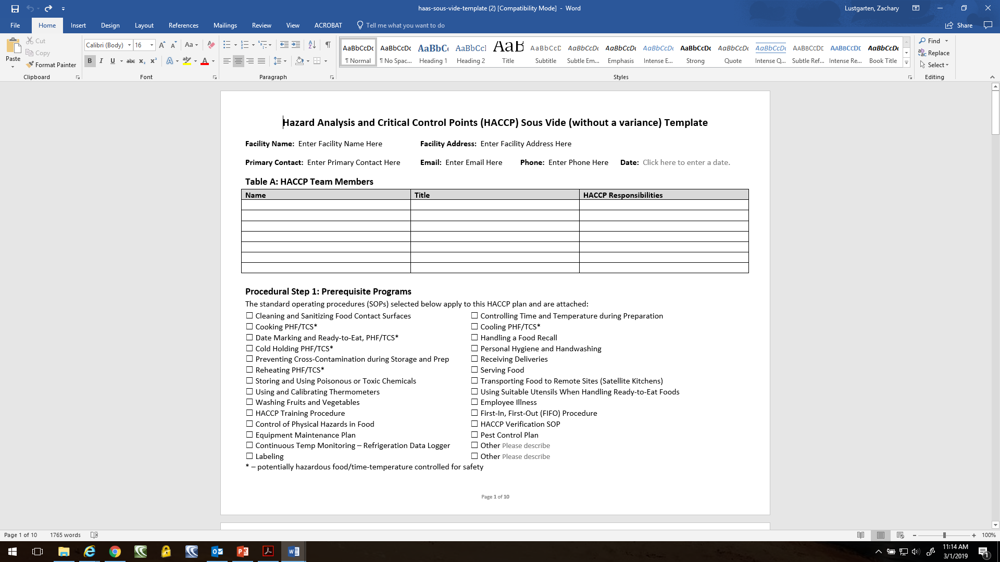 haas-sous-vide-template (2) [Compatibility Mode] - Word
Lustgarten, Zachary
File Home Insert Design Layout References Mailings Review View ACROBAT Tell me what you want to do Share
Paste
Cut
Copy
Format Painter
Clipboard
Calibri (Body) 16
Font
Paragraph
AaBbCcDc AaBbCcDc AaBbC AaBbCcI AaB AaBbCcD AaBbCcDc AaBbCcDc AaBbCcDc AaBbCcDc AaBbCcDc AaBbCcDc AABBCCDE AABBCCDE AaBbCcDc
¶ Normal ¶ No Spac... Heading 1 Heading 2 Title Subtitle Subtle Em... Emphasis Intense E... Strong Quote Intense Q... Subtle Ref... Intense Re... Book Title
Styles
Find
Replace
Select
Editing
Hazard Analysis and Critical Control Points (HACCP) Sous Vide (without a variance) Template
Facility Name: Enter Facility Name Here Facility Address: Enter Facility Address Here
Primary Contact: Enter Primary Contact Here Email: Enter Email Here Phone: Enter Phone Here Date: Click here to enter a date.
Table A: HACCP Team Members
Name Title HACCP Responsibilities
Procedural Step 1: Prerequisite Programs
The standard operating procedures (SOPs) selected below apply to this HACCP plan and are attached:
☐ Cleaning and Sanitizing Food Contact Surfaces ☐ Controlling Time and Temperature during Preparation
☐ Cooking PHF/TCS* ☐ Cooling PHF/TCS*
☐ Date Marking and Ready-to-Eat, PHF/TCS* ☐ Handling a Food Recall
☐ Cold Holding PHF/TCS* ☐ Personal Hygiene and Handwashing
☐ Preventing Cross-Contamination during Storage and Prep ☐ Receiving Deliveries
☐ Reheating PHF/TCS* ☐ Serving Food
☐ Storing and Using Poisonous or Toxic Chemicals ☐ Transporting Food to Remote Sites (Satellite Kitchens)
☐ Using and Calibrating Thermometers ☐ Using Suitable Utensils When Handling Ready-to-Eat Foods
☐ Washing Fruits and Vegetables ☐ Employee Illness
☐ HACCP Training Procedure ☐ First-In, First-Out (FIFO) Procedure
☐ Control of Physical Hazards in Food ☐ HACCP Verification SOP
☐ Equipment Maintenance Plan ☐ Pest Control Plan
☐ Continuous Temp Monitoring – Refrigeration Data Logger ☐ Other Please describe
☐ Labeling ☐ Other Please describe
* – potentially hazardous food/time-temperature controlled for safety
Page 1 of 10
Page 1 of 10 1765 words 100%
11:14 AM
3/1/2019
1